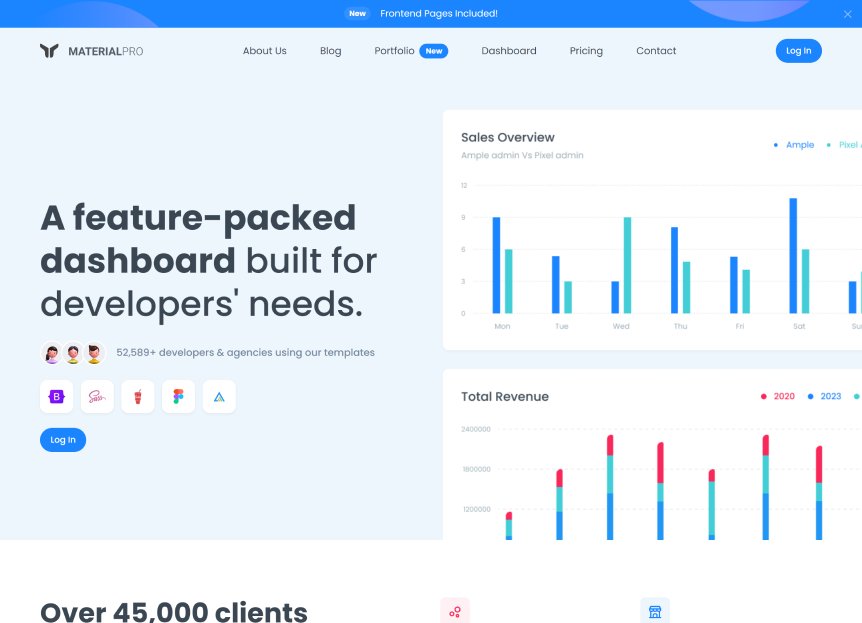 New Frontend Pages Included!
MATERIALPRO About Us Blog Portfolio New Dashboard Pricing Contact Log In
A feature-packed
dashboard built for
developers' needs.
52,589+ developers & agencies using our templates
B Sass
Log In
Sales Overview
Ample admin Vs Pixel admin
Ample Pixel
12
9
6
3
0
Mon Tue Wed Thu Fri Sat Su
Total Revenue
2020 2023
2400000
1800000
1200000
Over 45,000 clients